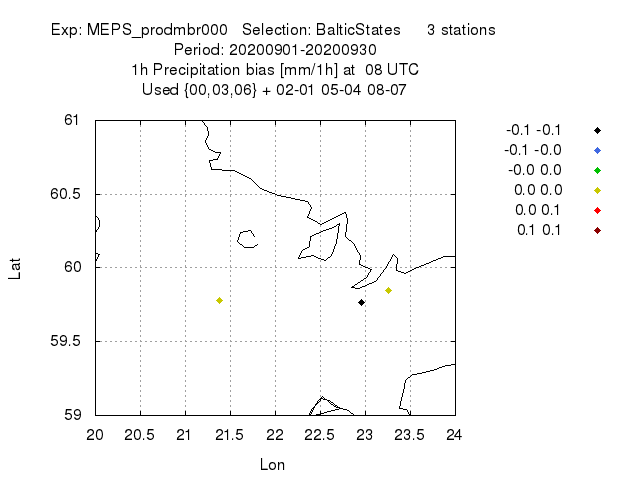 Exp: MEPS_prodmbr000 Selection: BalticStates 3 stations
Period: 20200901-20200930
1h Precipitation bias [mm/1h] at 08 UTC
Used {00,03,06} + 02-01 05-04 08-07
61
60.5
60
59.5
59
Lat
20 20.5 21 21.5 22 22.5 23 23.5 24
Lon
-0.1 -0.1
-0.1 -0.0
-0.0 0.0
0.0 0.0
0.0 0.1
0.1 0.1